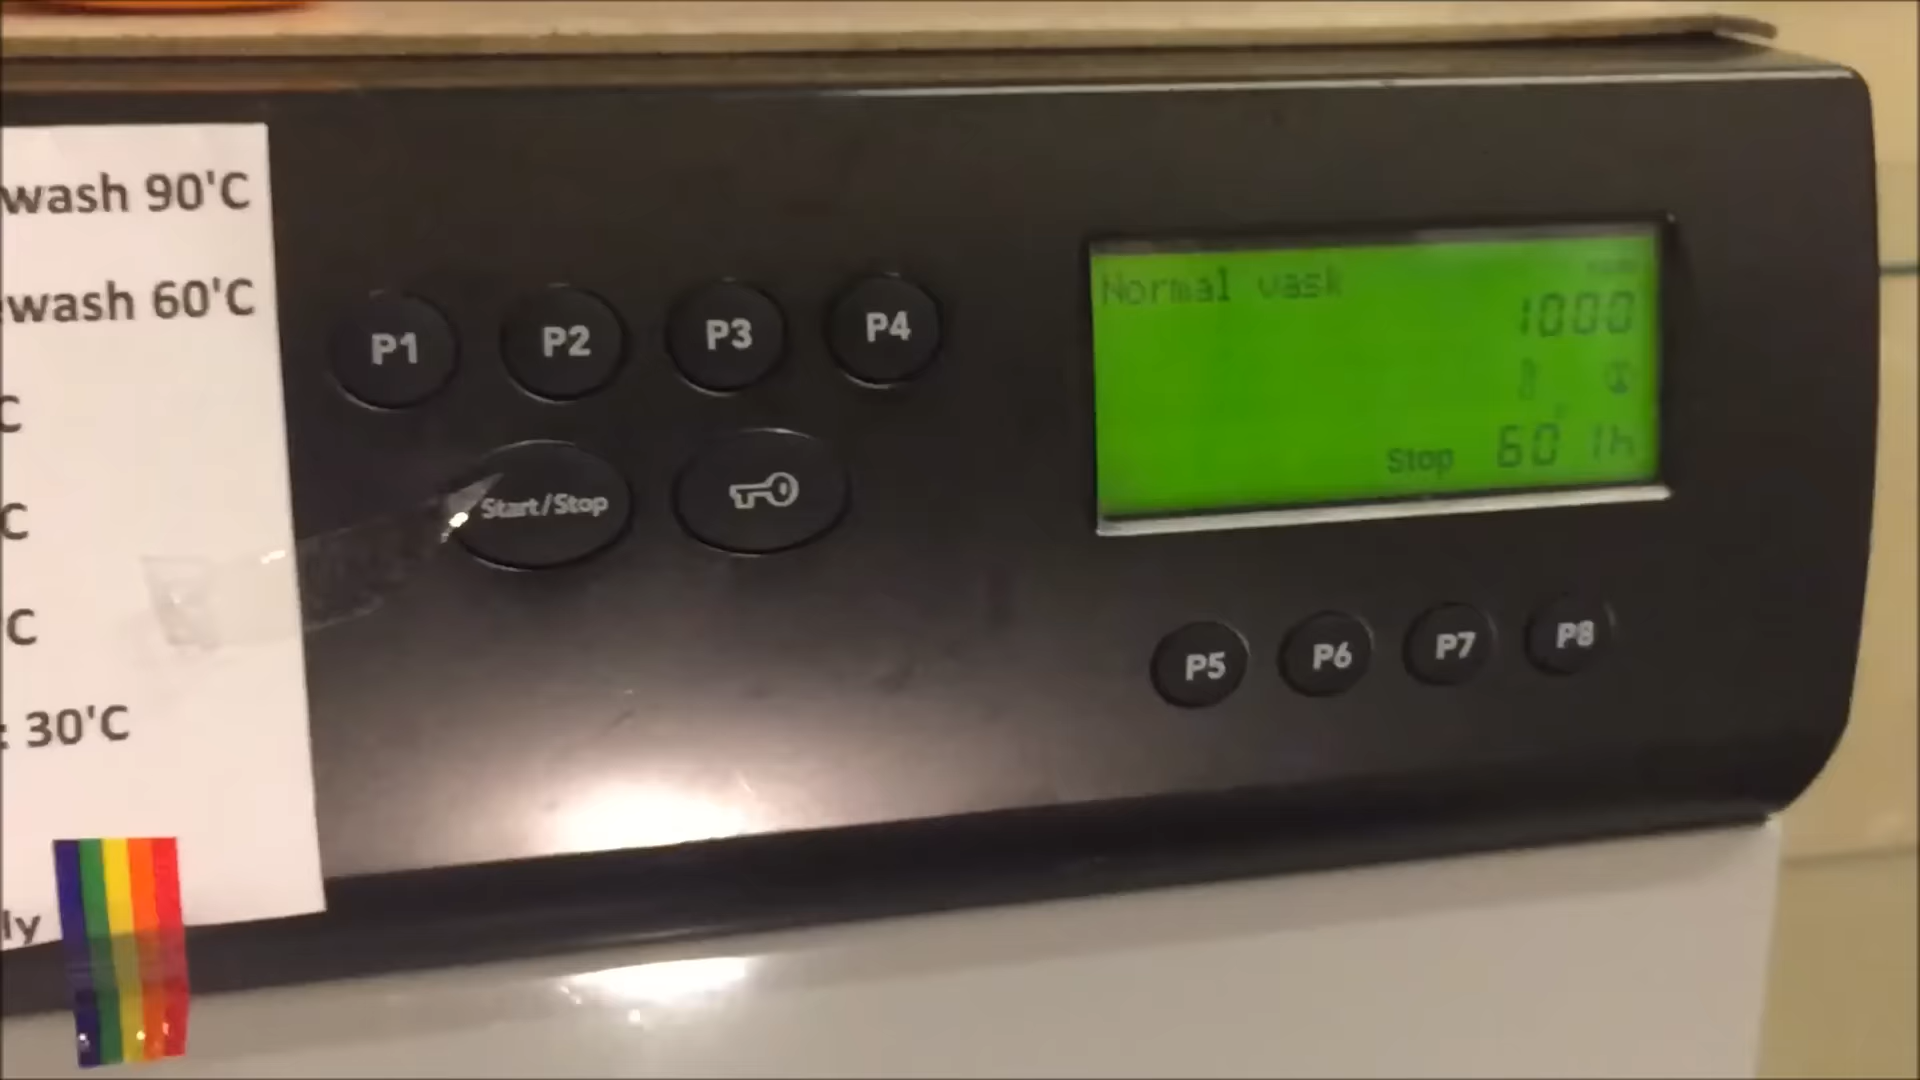 wash 90'C
wash 60'C
C
C
C
30'C
ly
P1 P2 P3 P4
Start/Stop
Normal vask
1000
Stop 60 1h
P5 P6 P7 P8